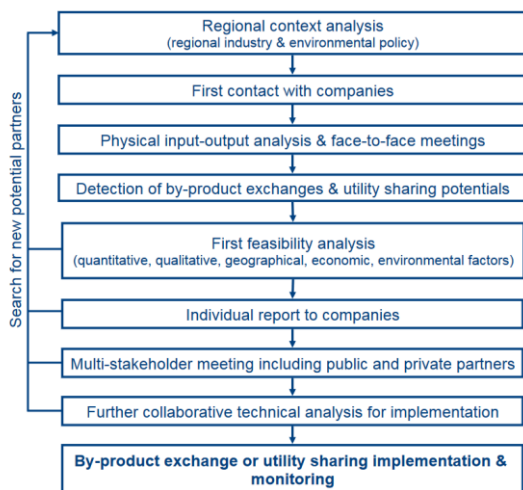 Regional context analysis
(regional industry & environmental policy)
First contact with companies
Physical input-output analysis & face-to-face meetings
Detection of by-product exchanges & utility sharing potentials
First feasibility analysis
(quantitative, qualitative, geographical, economic, environmental factors)
Individual report to companies
Multi-stakeholder meeting including public and private partners
Further collaborative technical analysis for implementation
By-product exchange or utility sharing implementation &
monitoring
Search for new potential partners